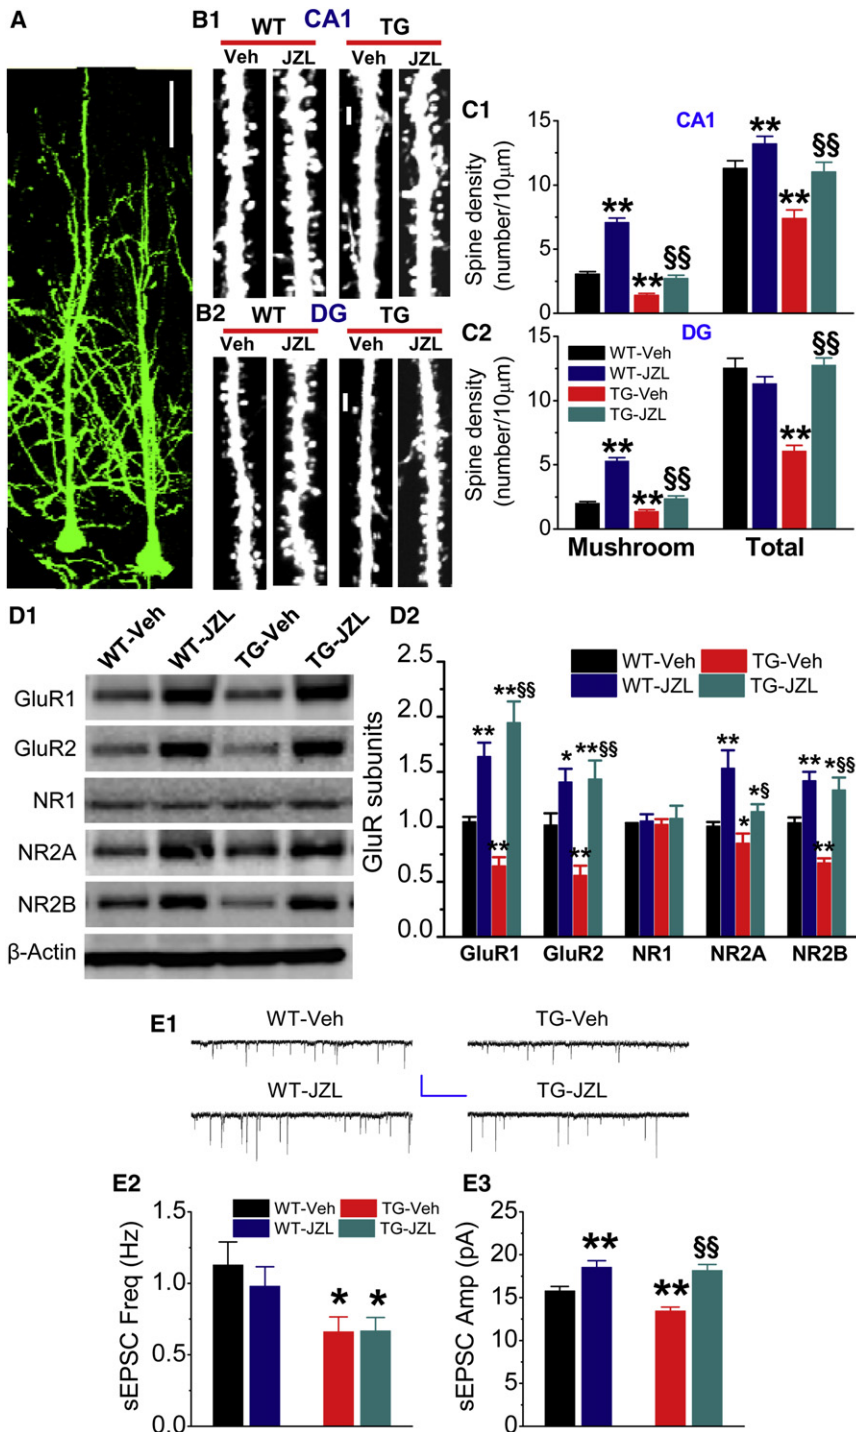 A
B1 CA1
WT TG
Veh JZL Veh JZL
B2 DG
WT TG
Veh JZL Veh JZL
C1
CA1
Spine density
(number/10μm)
15
10
5
0
** ** §§ ** ** §§
C2
DG
Spine density
(number/10μm)
15
10
5
0
WT-Veh
WT-JZL
TG-Veh
TG-JZL
** ** §§ ** §§
Mushroom Total
D1
WT-Veh WT-JZL TG-Veh TG-JZL
GluR1
GluR2
NR1
NR2A
NR2B
β-Actin
D2
GluR subunits
2.5
2.0
1.5
1.0
0.5
0.0
WT-Veh TG-Veh
WT-JZL TG-JZL
** ** **§§
* ** **§§
** * *§
** ** *§§
GluR1 GluR2 NR1 NR2A NR2B
E1
WT-Veh TG-Veh
WT-JZL TG-JZL
E2
sEPSC Freq (Hz)
1.5
1.0
0.5
0.0
WT-Veh TG-Veh
WT-JZL TG-JZL
* *
E3
sEPSC Amp (pA)
25
20
15
10
5
0
** ** §§